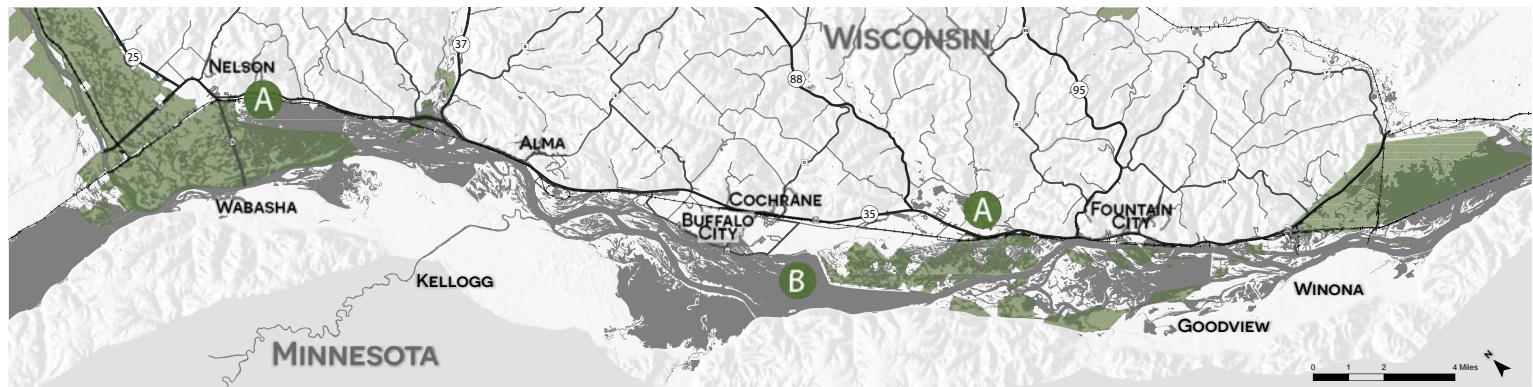 WISCONSIN
37
25
NELSON
88
A
95
ALMA
COCHRANE
A
35
FOUNTAIN
CITY
WABASHA
BUFFALO
CITY
KELLOGG
B
WINONA
GOODVIEW
MINNESOTA
N
0 1 2 4 Miles